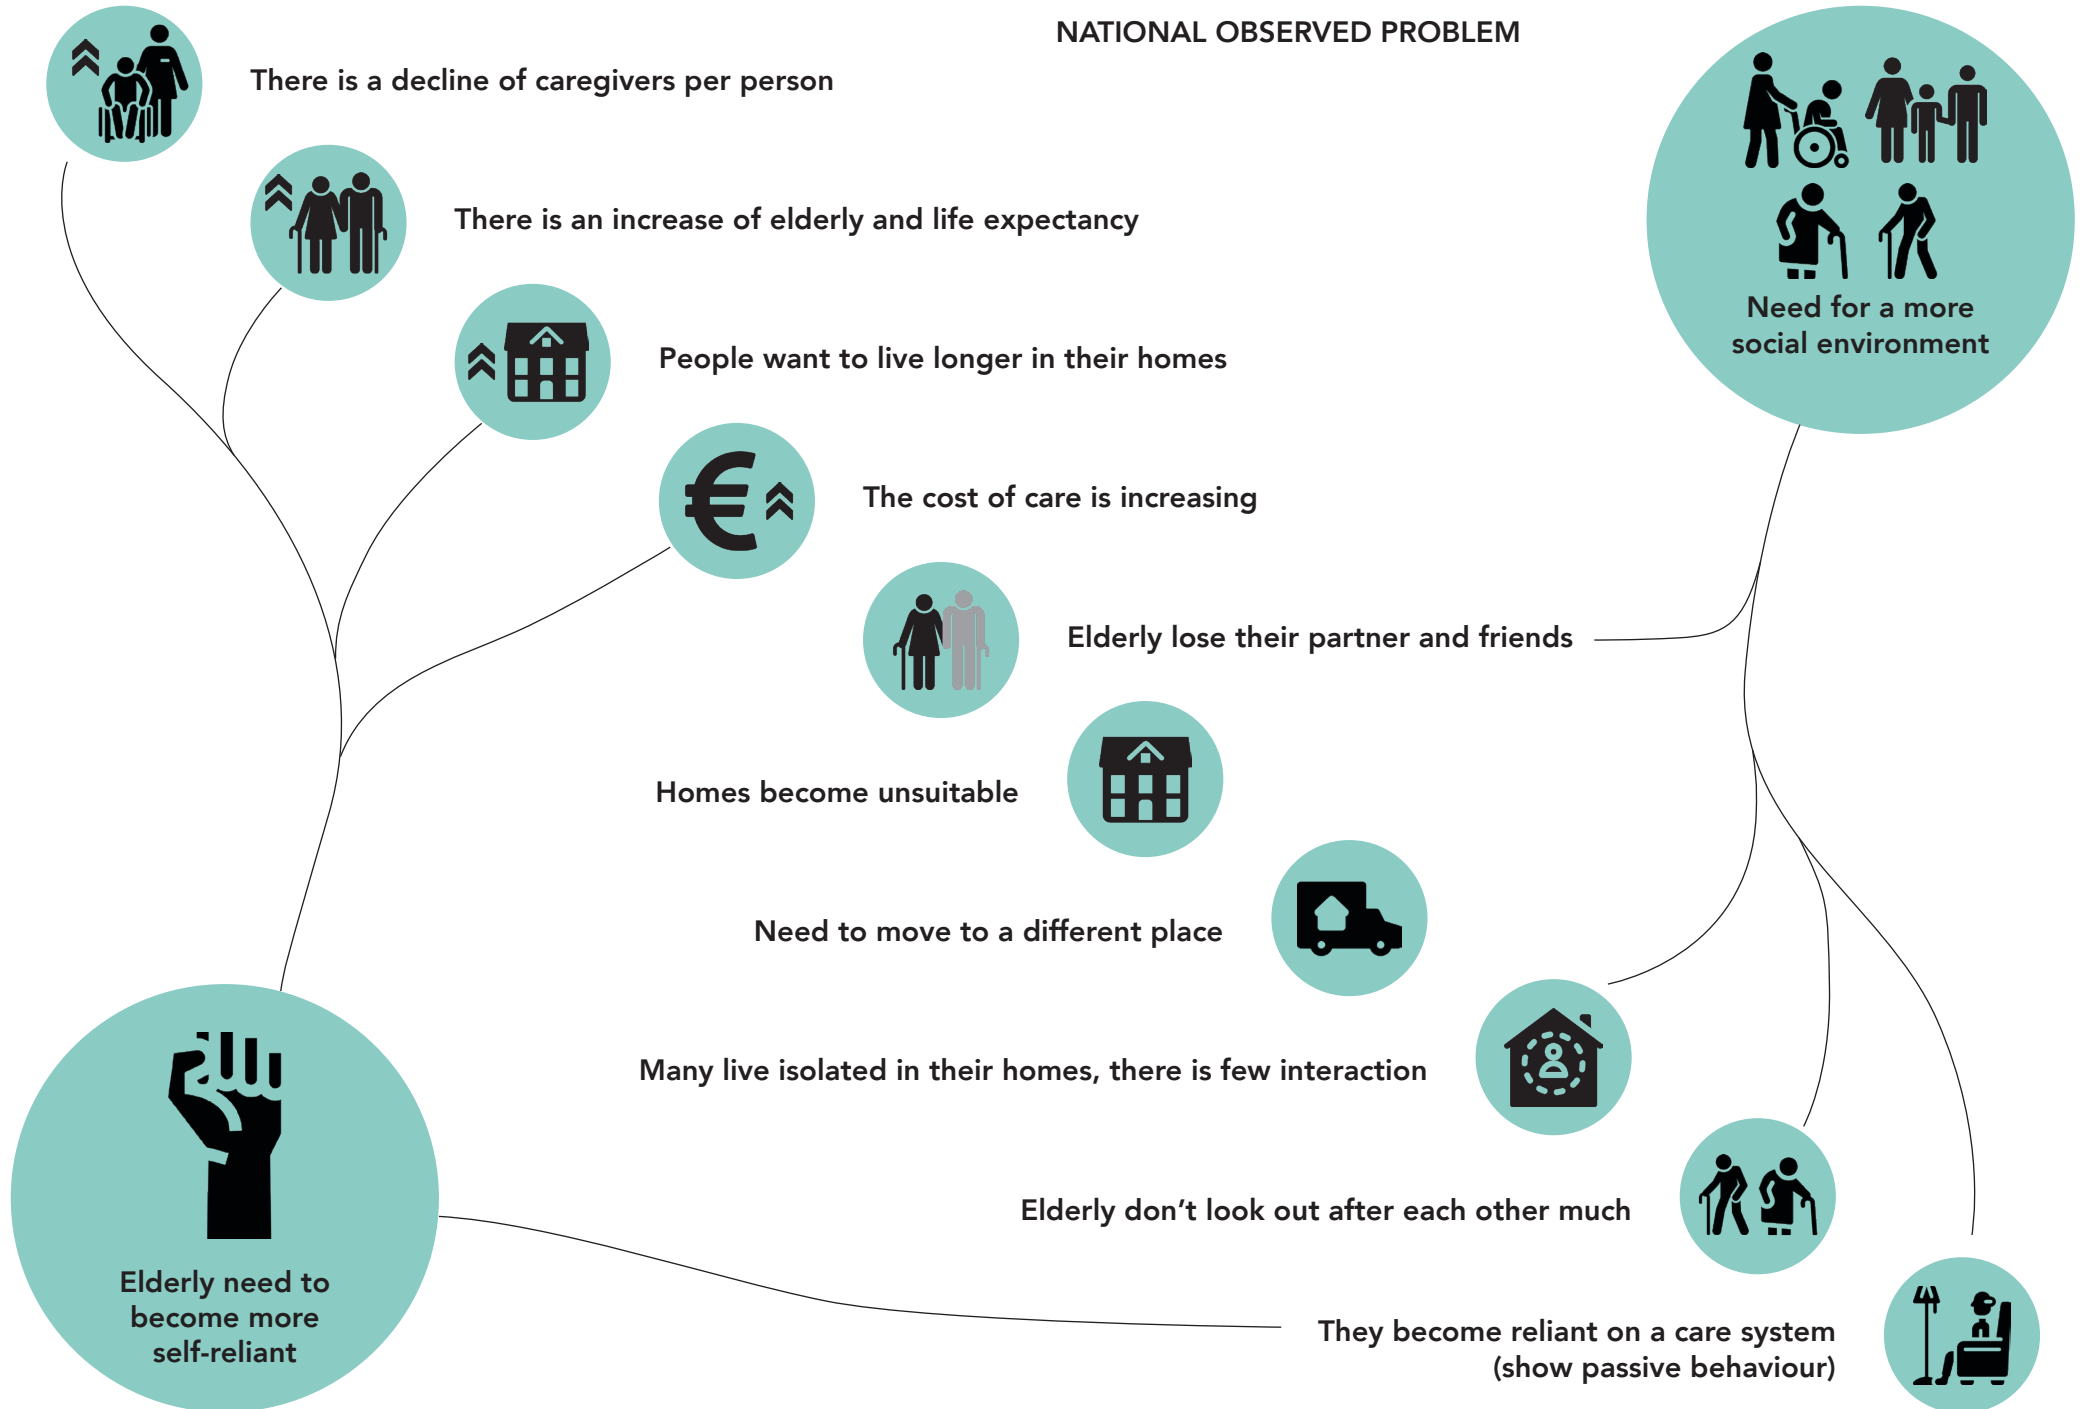 NATIONAL OBSERVED PROBLEM
There is a decline of caregivers per person
There is an increase of elderly and life expectancy
Need for a more
social environment
People want to live longer in their homes
€
The cost of care is increasing
Elderly lose their partner and friends
Homes become unsuitable
Need to move to a different place
Many live isolated in their homes, there is few interaction
Elderly don't look out after each other much
Elderly need to
become more
self-reliant
They become reliant on a care system
(show passive behaviour)